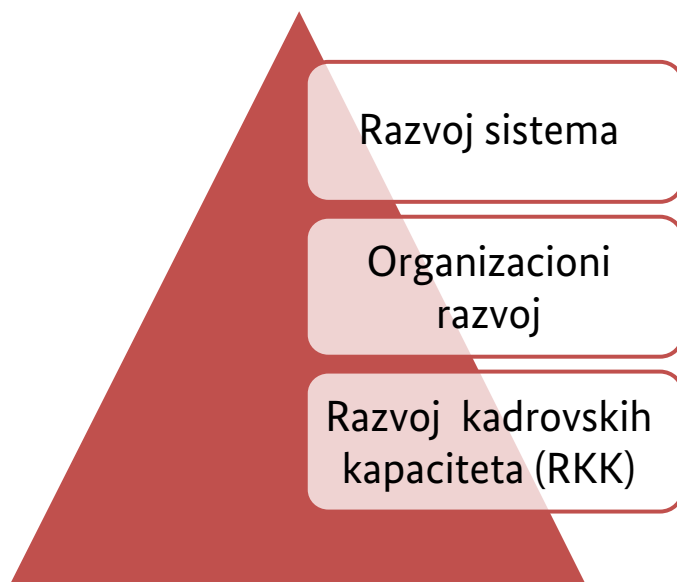 Razvoj sistema
Organizacioni
razvoj
Razvoj kadrovskih
kapaciteta (RKK)